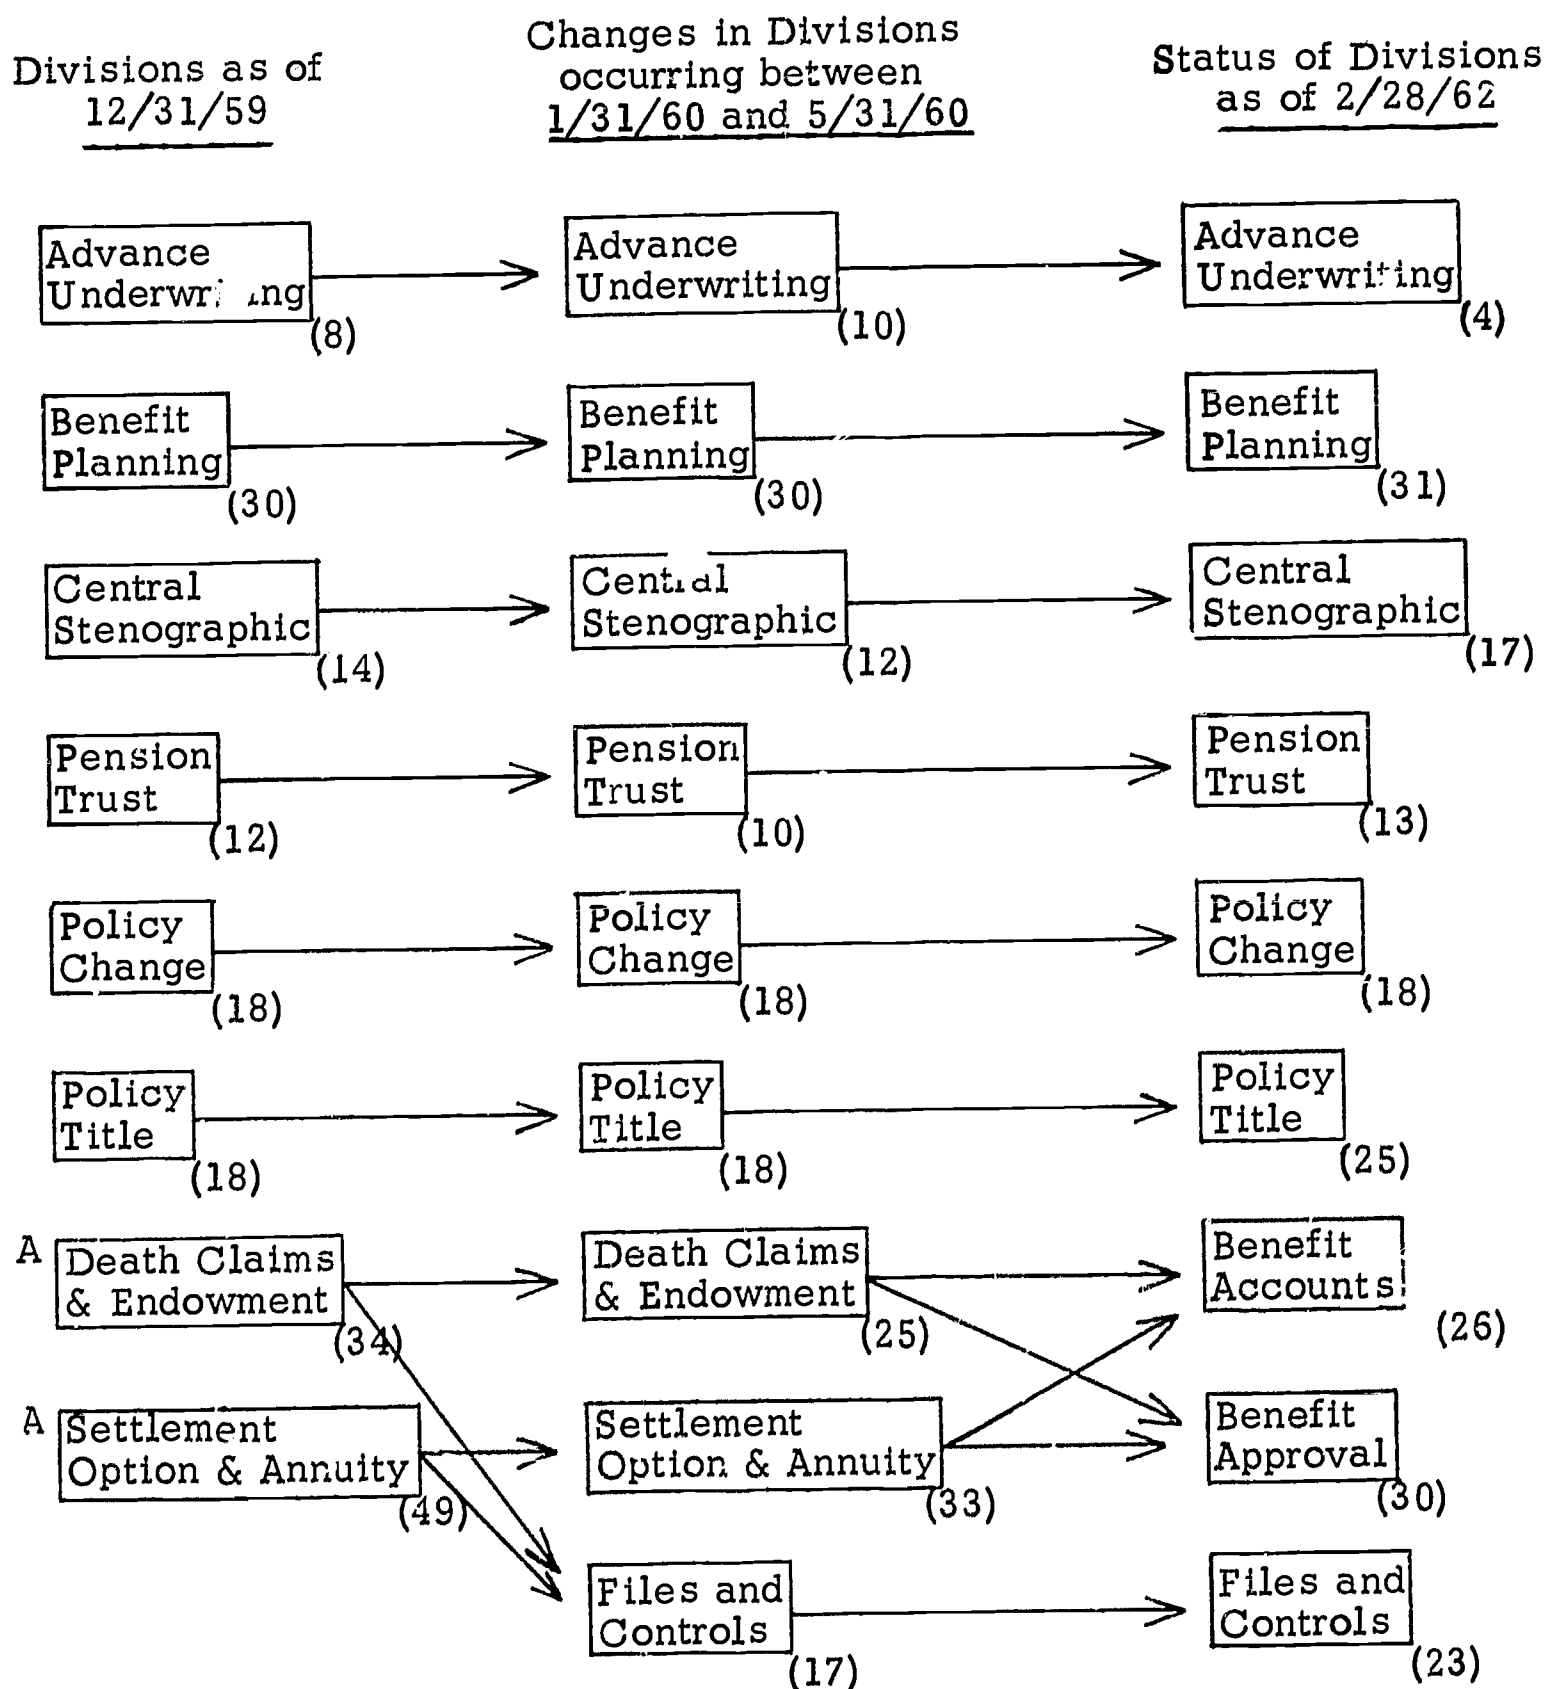 Divisions as of
12/31/59
Changes in Divisions
occurring between
1/31/60 and 5/31/60
Status of Divisions
as of 2/28/62
Advance
Underwriting
(8)
Advance
Underwriting
(10)
Advance
Underwriting
(4)
Benefit
Planning
(30)
Benefit
Planning
(30)
Benefit
Planning
(31)
Central
Stenographic
(14)
Central
Stenographic
(12)
Central
Stenographic
(17)
Pension
Trust
(12)
Pension
Trust
(10)
Pension
Trust
(13)
Policy
Change
(18)
Policy
Change
(18)
Policy
Change
(18)
Policy
Title
(18)
Policy
Title
(18)
Policy
Title
(25)
A
Death Claims
& Endowment
(34)
Death Claims
& Endowment
(25)
Benefit
Accounts
(26)
A
Settlement
Option & Annuity
(49)
Settlement
Option & Annuity
(33)
Benefit
Approval
(30)
Files and
Controls
(17)
Files and
Controls
(23)